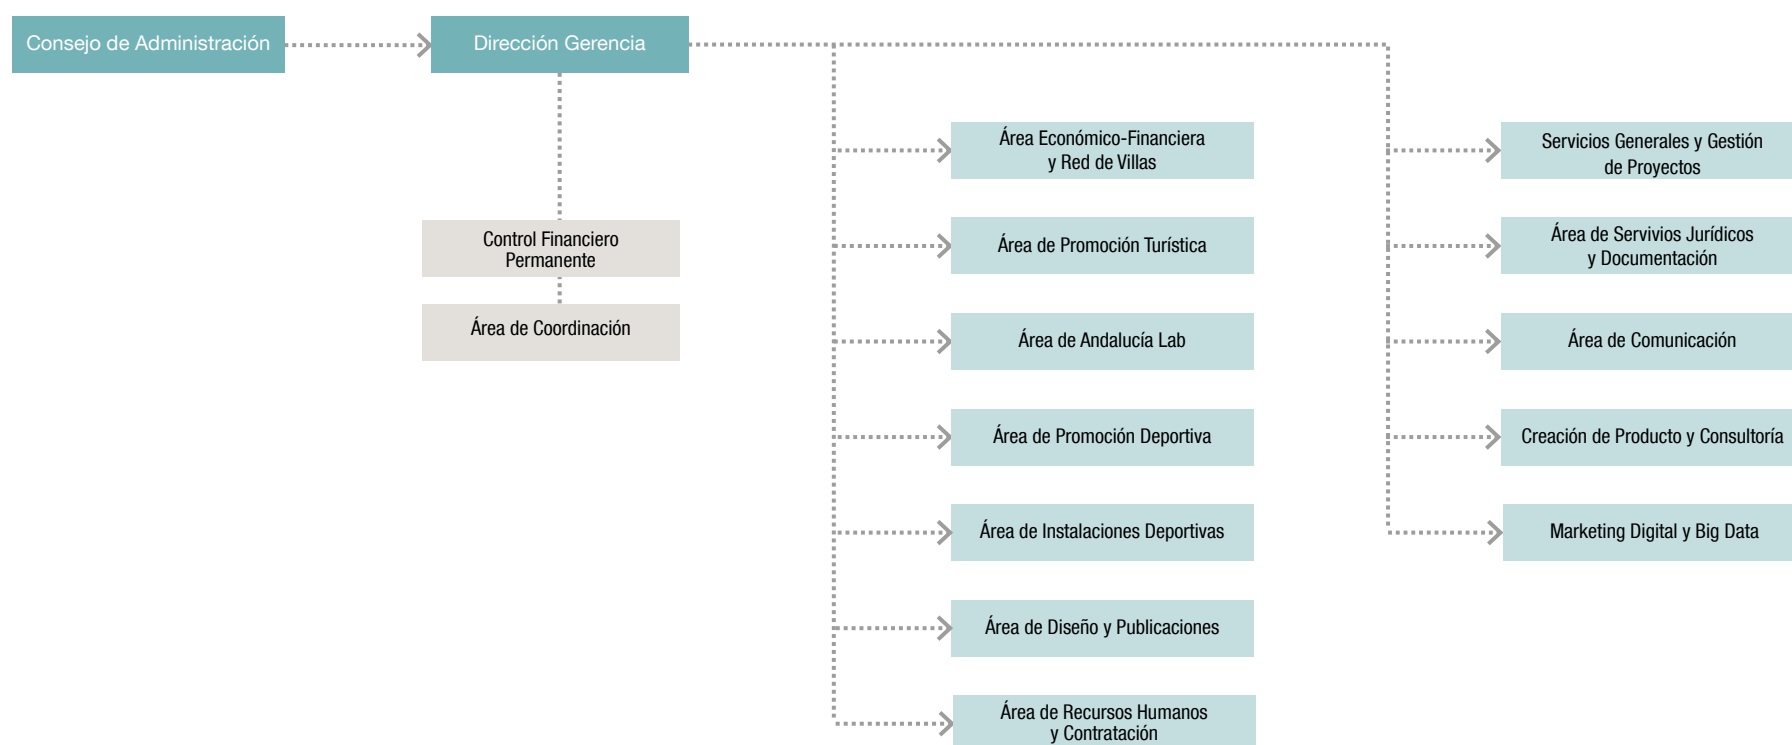 Consejo de Administración
Dirección Gerencia
Control Financiero
Permanente
Área de Coordinación
Área Económico-Financiera
y Red de Villas
Área de Promoción Turística
Área de Andalucía Lab
Área de Promoción Deportiva
Área de Instalaciones Deportivas
Área de Diseño y Publicaciones
Área de Recursos Humanos
y Contratación
Servicios Generales y Gestión
de Proyectos
Área de Servivios Jurídicos
y Documentación
Área de Comunicación
Creación de Producto y Consultoría
Marketing Digital y Big Data